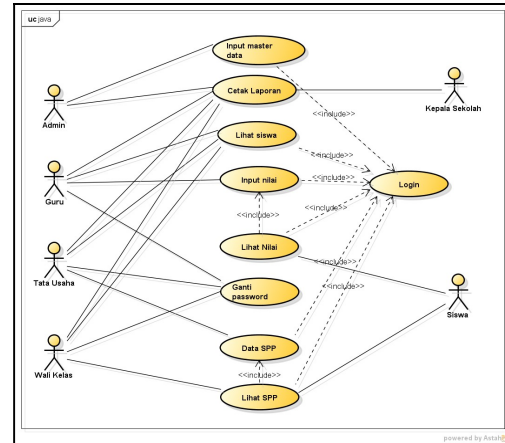 uc java
Input master
data
Cetak Laporan
Admin
Kepala Sekolah
<<include>>
Lihat siswa
<<include>>
Input nilai
<<include>>
Login
Guru
<<include>>
<<include>>
Lihat Nilai
<<include>>
<<include>>
Tata Usaha
Ganti
password
Siswa
Data SPP
Wali Kelas
<<include>>
Lihat SPP
powered by Astah